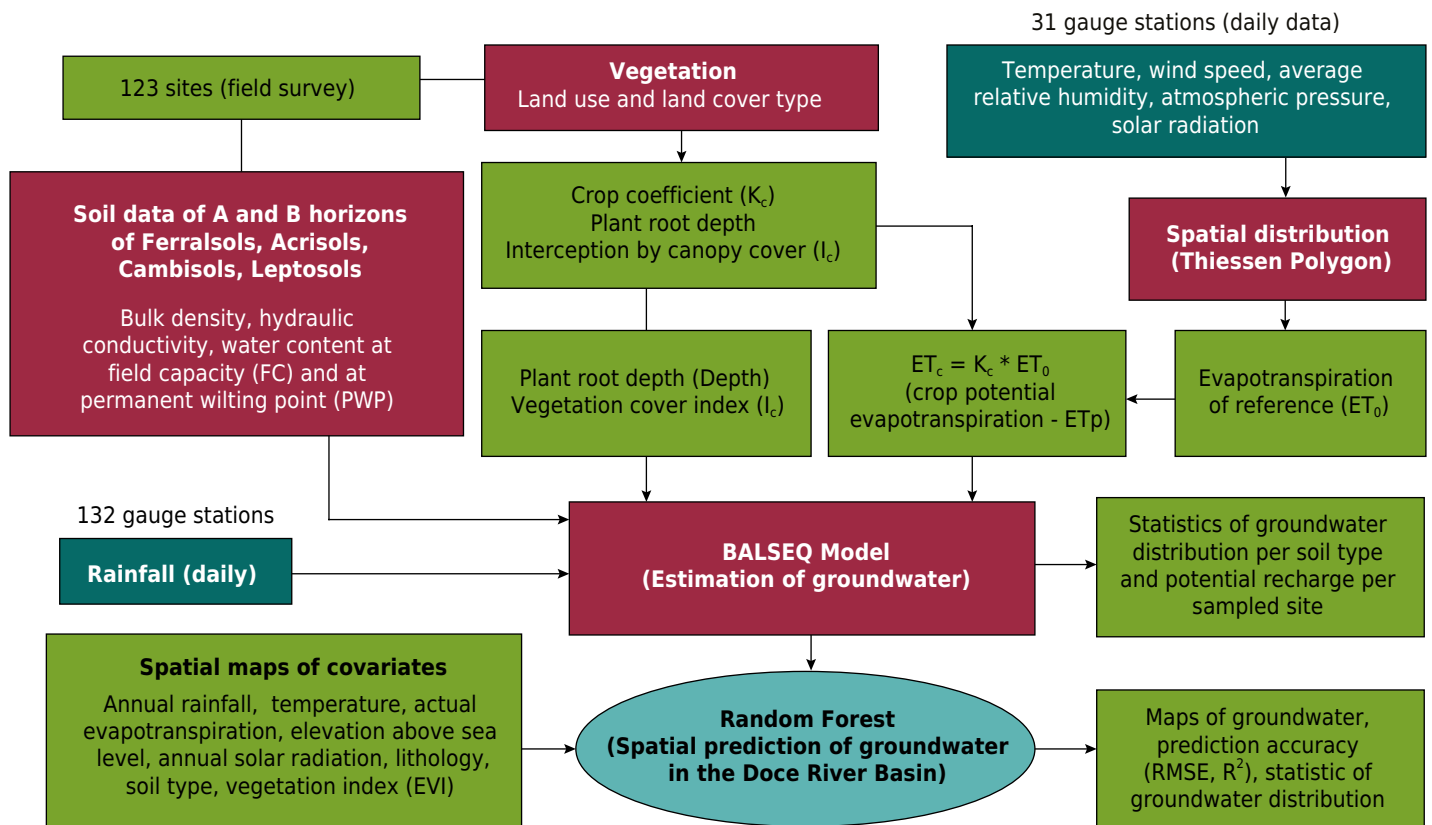 31 gauge stations (daily data)
123 sites (field survey)
Vegetation
Land use and land cover type
Temperature, wind speed, average
relative humidity, atmospheric pressure,
solar radiation
Soil data of A and B horizons
of Ferralsols, Acrisols,
Cambisols, Leptosols
Bulk density, hydraulic
conductivity, water content at
field capacity (FC) and at
permanent wilting point (PWP)
Crop coefficient (Kc)
Plant root depth
Interception by canopy cover (Ic)
Spatial distribution
(Thiessen Polygon)
Plant root depth (Depth)
Vegetation cover index (Ic)
ETc = Kc * ET0
(crop potential
evapotranspiration - ETp)
Evapotranspiration
of reference (ET0)
132 gauge stations
Rainfall (daily)
BALSEQ Model
(Estimation of groundwater)
Statistics of groundwater
distribution per soil type
and potential recharge per
sampled site
Spatial maps of covariates
Annual rainfall, temperature, actual
evapotranspiration, elevation above sea
level, annual solar radiation, lithology,
soil type, vegetation index (EVI)
Random Forest
(Spatial prediction of groundwater
in the Doce River Basin)
Maps of groundwater,
prediction accuracy
(RMSE, R²), statistic of
groundwater distribution